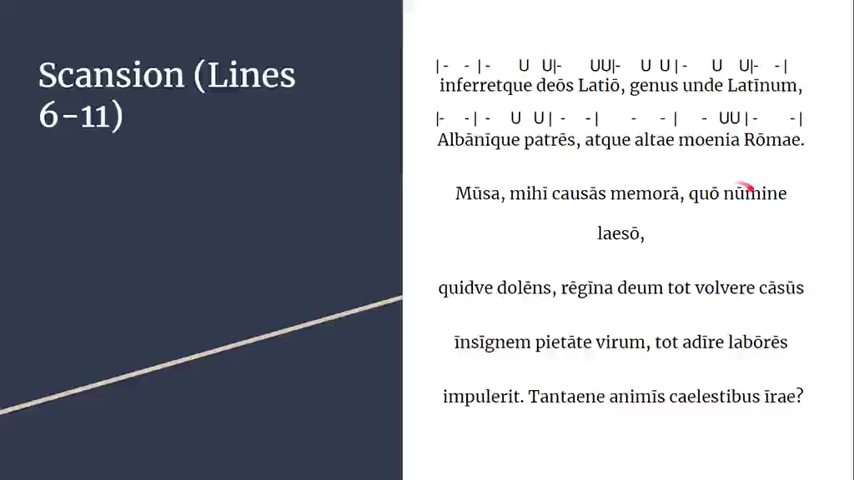 Scansion (Lines
6-11)
|- - |- U U|- UU|- U U|- U U|- -|
inferretque deōs Latiō, genus unde Latīnum,
|- -| U U| - -| - -| - UU|- -|
Albānīque patrēs, atque altae moenia Rōmae.
Mūsa, mihī causās memorā, quō nūmine
laesō,
quidve dolēns, rēgīna deum tot volvere cāsūs
īnsīgnem pietāte virum, tot adīre labōrēs
impulerit. Tantaene animīs caelestibus īrae?